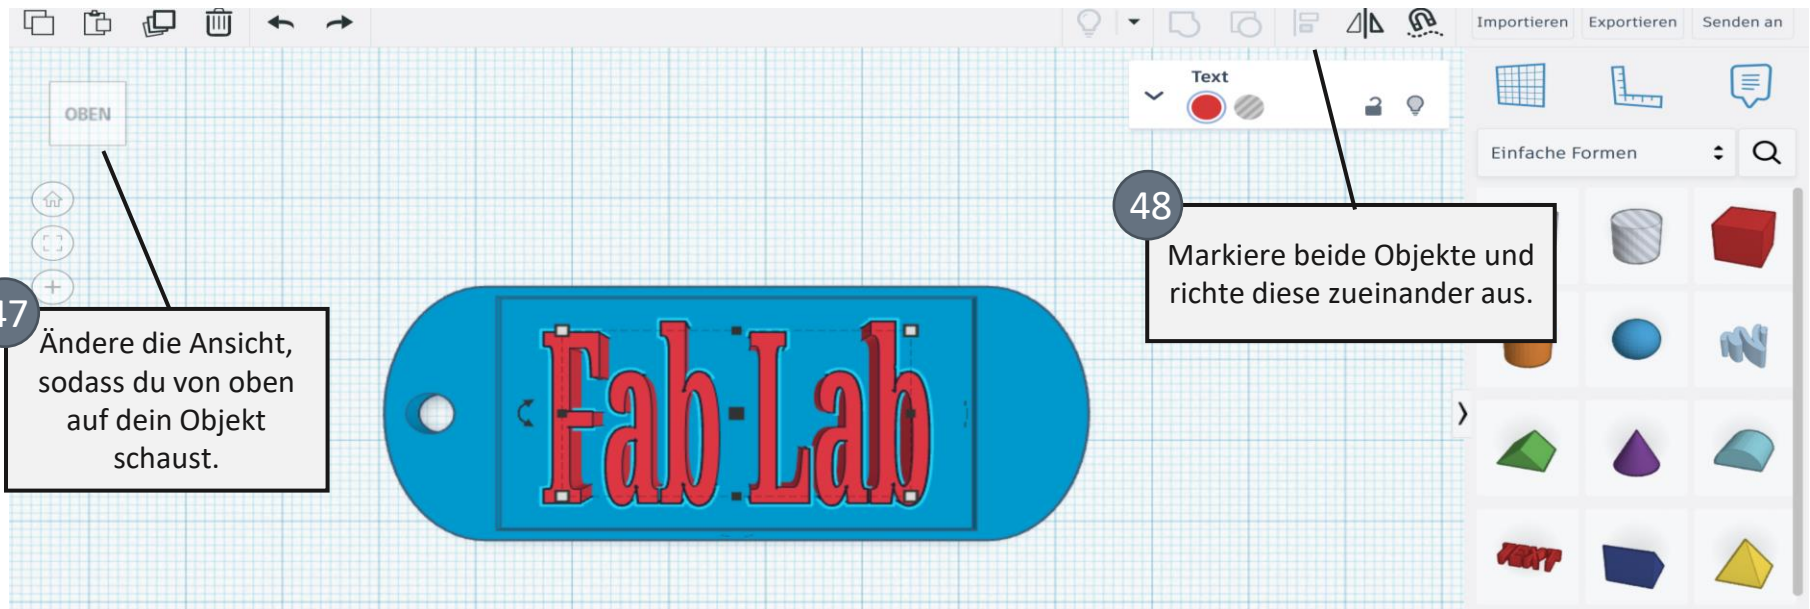 Importieren
Exportieren
Senden an
Text
OBEN
Einfache Formen
48
Markiere beide Objekte und
richte diese zueinander aus.
47
Ändere die Ansicht,
sodass du von oben
auf dein Objekt
schaust.
Fab Lab
TEXT